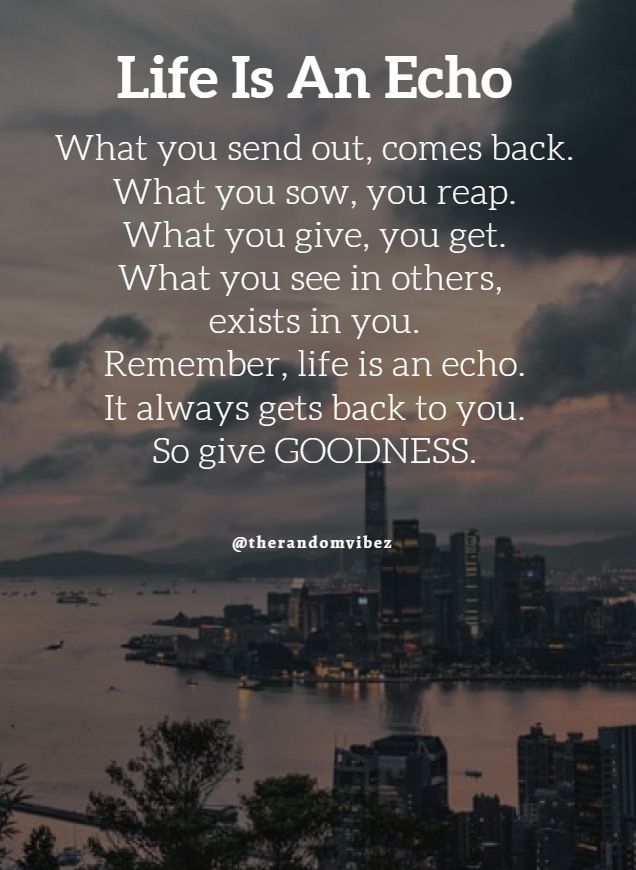 Life Is An Echo
What you send out, comes back.
What you sow, you reap.
What you give, you get.
What you see in others,
exists in you.
Remember, life is an echo.
It always gets back to you.
So give GOODNESS.
@therandomvibez